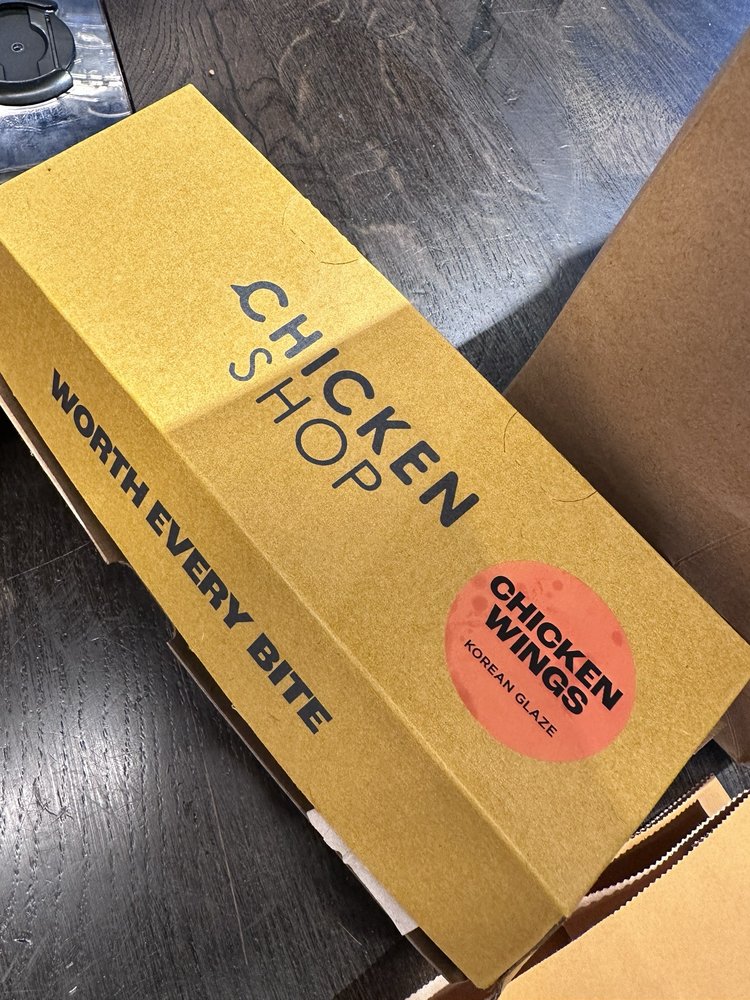 CHICKEN
SHOP
WORTH EVERY BITE
CHICKEN
WINGS
KOREAN GLAZE